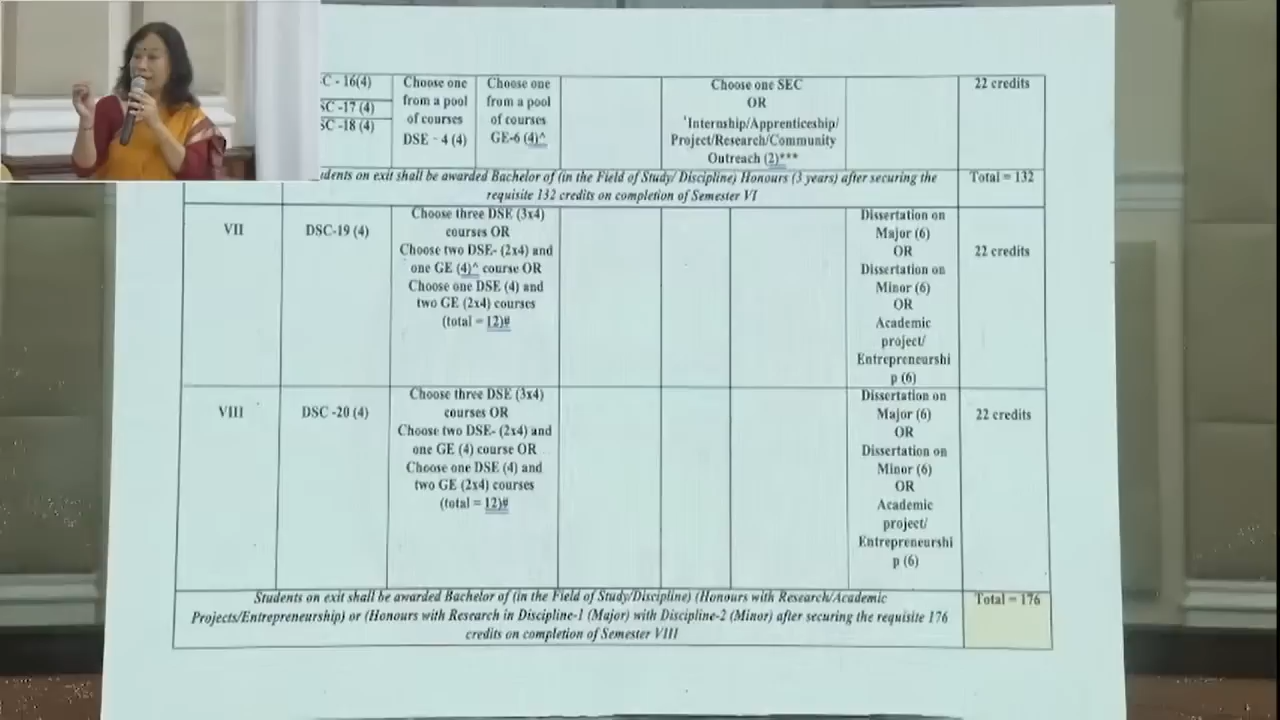 C - 16(4)
SC -17 (4)
SC -18 (4)
Choose one
from a pool
of courses
DSE - 4 (4)
Choose one
from a pool
of courses
GE-6 (4)^
Choose one SEC
OR
'Internship/Apprenticeship/
Project/Research/Community
Outreach (2)***
22 credits
udents on exit shall be awarded Bachelor of (in the Field of Study/ Discipline) Honours (3 years) after securing the
requisite 132 credits on completion of Semester VI
Total = 132
VII
DSC-19 (4)
Choose three DSE (3x4)
courses OR
Choose two DSE- (2x4) and
one GE (4)^ course OR
Choose one DSE (4) and
two GE (2x4) courses
(total = 12)#
Dissertation on
Major (6)
OR
Dissertation on
Minor (6)
OR
Academic
project/
Entrepreneurshi
p (6)
22 credits
VIII
DSC -20 (4)
Choose three DSE (3x4)
courses OR
Choose two DSE- (2x4) and
one GE (4) course OR
Choose one DSE (4) and
two GE (2x4) courses
(total = 12)#
Dissertation on
Major (6)
OR
Dissertation on
Minor (6)
OR
Academic
project/
Entrepreneurshi
p (6)
22 credits
Students on exit shall be awarded Bachelor of (in the Field of Study/Discipline) (Honours with Research/Academic
Projects/Entrepreneurship) or (Honours with Research in Discipline-1 (Major) with Discipline-2 (Minor) after securing the requisite 176
credits on completion of Semester VIII
Total = 176